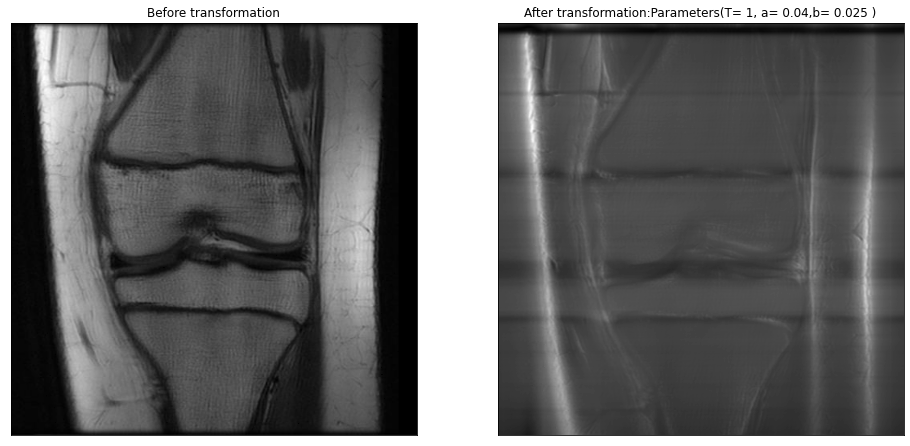 Before transformation
After transformation:Parameters(T= 1, a= 0.04,b= 0.025 )